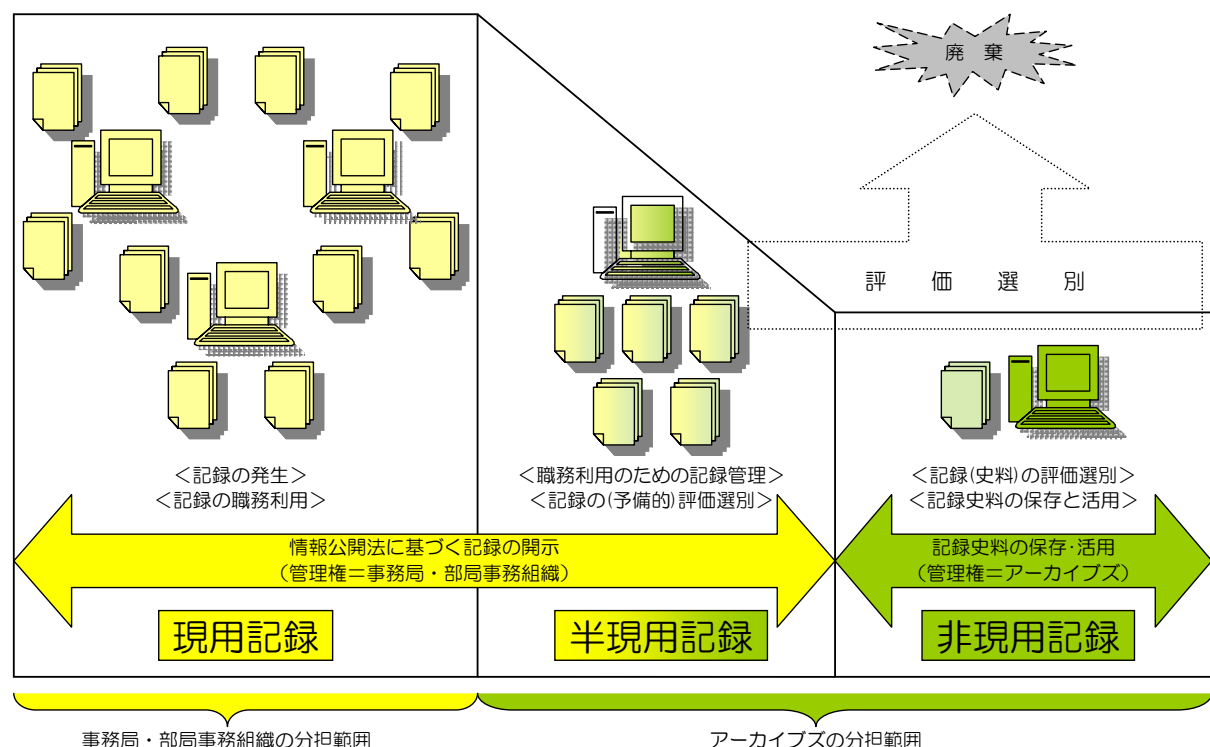 廃 棄
評 価 選 別
<記録の発生>
<記録の職務利用>
<職務利用のための記録管理>
<記録の(予備的)評価選別>
<記録(史料)の評価選別>
<記録史料の保存と活用>
情報公開法に基づく記録の開示
(管理権=事務局・部局事務組織)
記録史料の保存・活用
(管理権=アーカイブズ)
現用記録
半現用記録
非現用記録
事務局・部局事務組織の分担範囲
アーカイブズの分担範囲